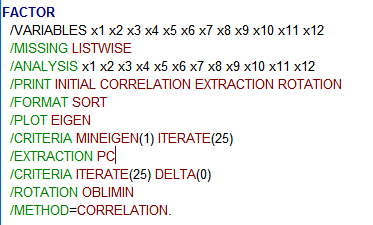 FACTOR
/VARIABLES x1 x2 x3 x4 x5 x6 x7 x8 x9 x10 x11 x12
/MISSING LISTWISE
/ANALYSIS x1 x2 x3 x4 x5 x6 x7 x8 x9 x10 x11 x12
/PRINT INITIAL CORRELATION EXTRACTION ROTATION
/FORMAT SORT
/PLOT EIGEN
/CRITERIA MINEIGEN(1) ITERATE(25)
/EXTRACTION PC
/CRITERIA ITERATE(25) DELTA(0)
/ROTATION OBLIMIN
/METHOD=CORRELATION.